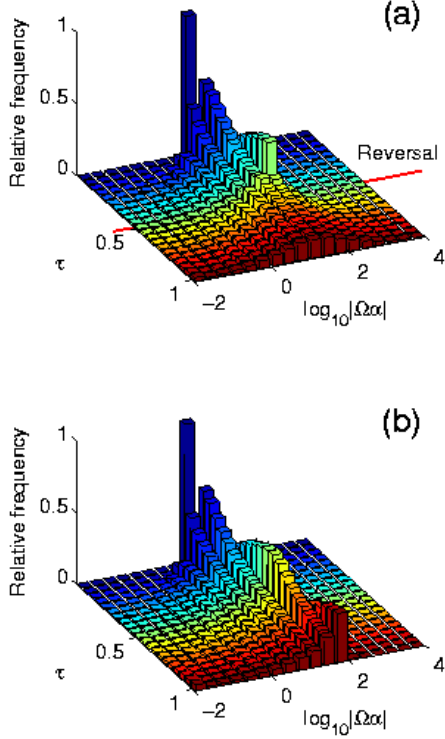 (a)
1
Relative frequency
0.5
0
Reversal
0.5
τ
1
−2
0
2
4
log10|Ωα|
(b)
1
Relative frequency
0.5
0
0.5
τ
1
−2
0
2
4
log10|Ωα|